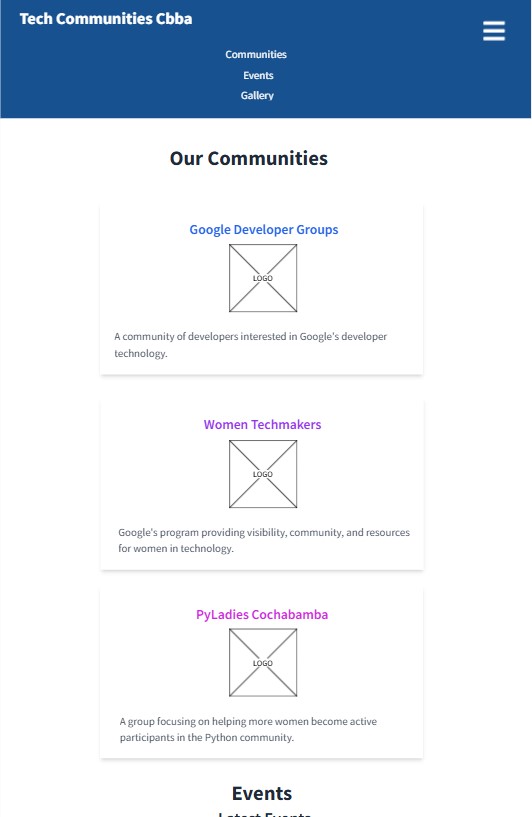 Tech Communities Cbba
Communities
Events
Gallery
Our Communities
Google Developer Groups
LOGO
A community of developers interested in Google's developer
technology.
Women Techmakers
LOGO
Google's program providing visibility, community, and resources
for women in technology.
PyLadies Cochabamba
LOGO
A group focusing on helping more women become active
participants in the Python community.
Events
Latest Events